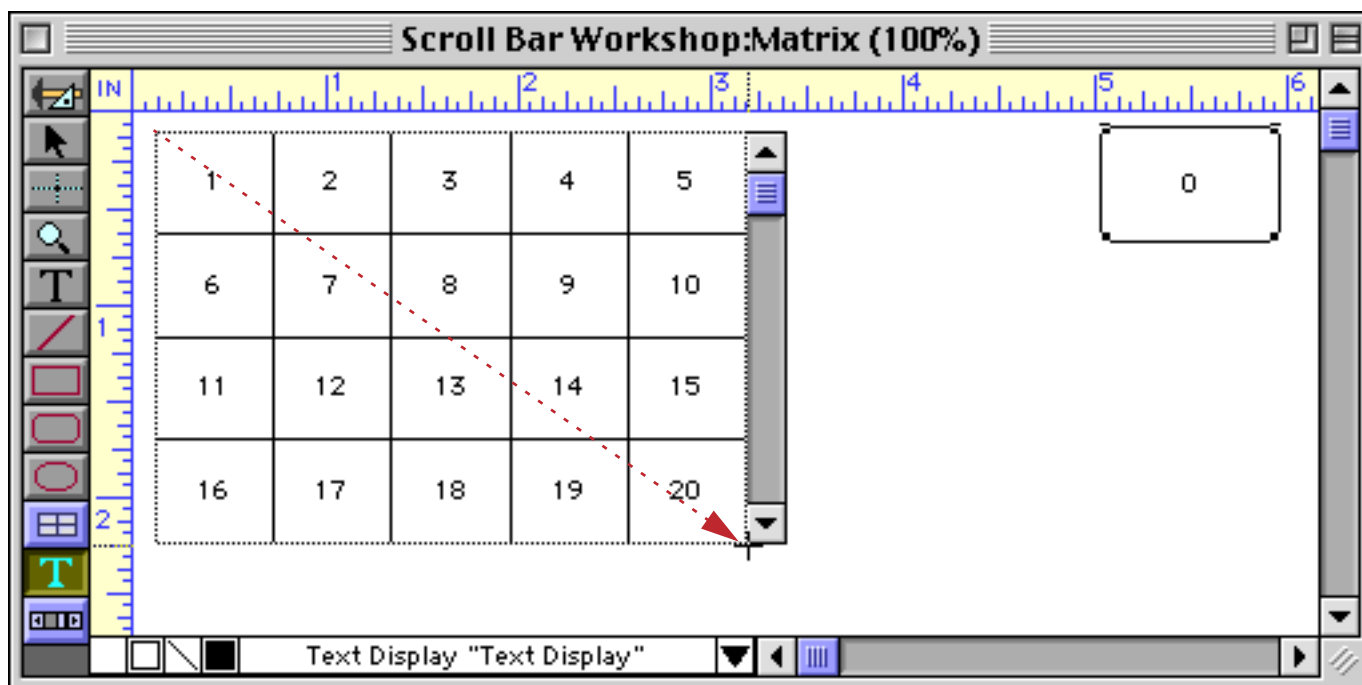 Scroll Bar Workshop:Matrix (100%)
IN 1 2 3 4 5 6
1 2 3 4 5 0
T
6 7 8 9 10
1
11 12 13 14 15
16 17 18 19 20
2
T
Text Display "Text Display"